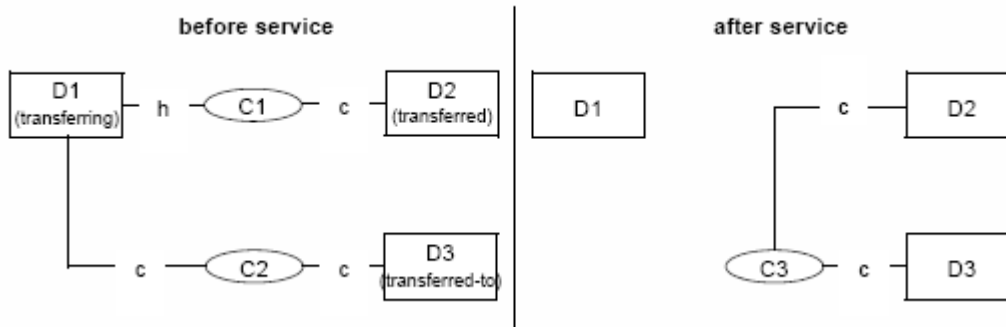 before service
after service
D1
(transferring)
h
C1
c
D2
(transferred)
c
C2
c
D3
(transferred-to)
D1
c
D2
C3
c
D3